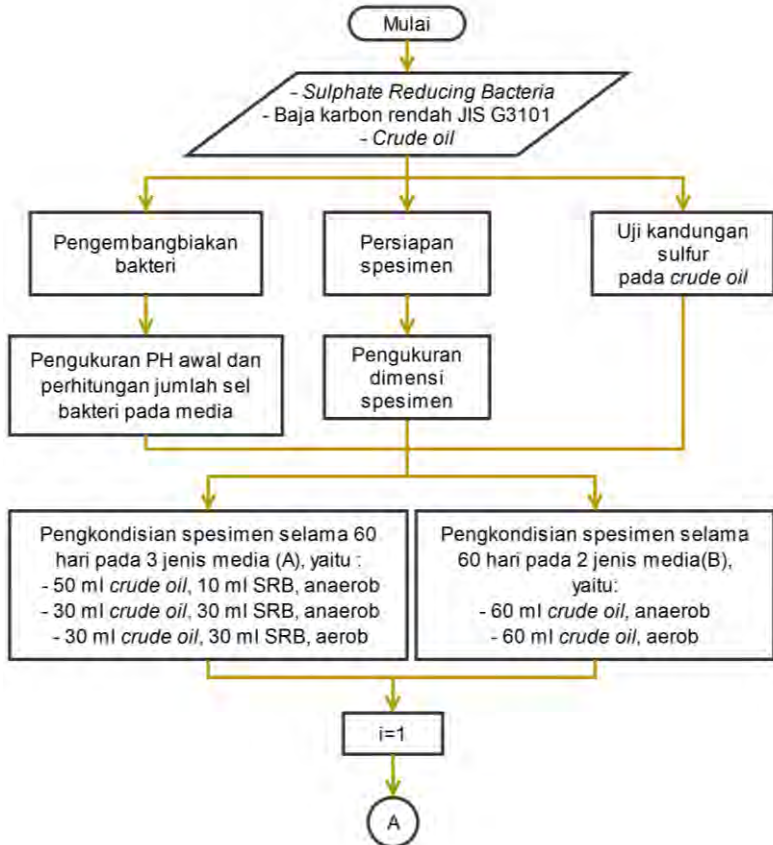 Mulai
- Sulphate Reducing Bacteria
- Baja karbon rendah JIS G3101
- Crude oil
Pengembangbiakan
bakteri
Persiapan
spesimen
Uji kandungan
sulfur
pada crude oil
Pengukuran PH awal dan
perhitungan jumlah sel
bakteri pada media
Pengukuran
dimensi
spesimen
Pengkondisian spesimen selama 60
hari pada 3 jenis media (A), yaitu :
- 50 ml crude oil, 10 ml SRB, anaerob
- 30 ml crude oil, 30 ml SRB, anaerob
- 30 ml crude oil, 30 ml SRB, aerob
Pengkondisian spesimen selama
60 hari pada 2 jenis media(B),
yaitu:
- 60 ml crude oil, anaerob
- 60 ml crude oil, aerob
i=1
A